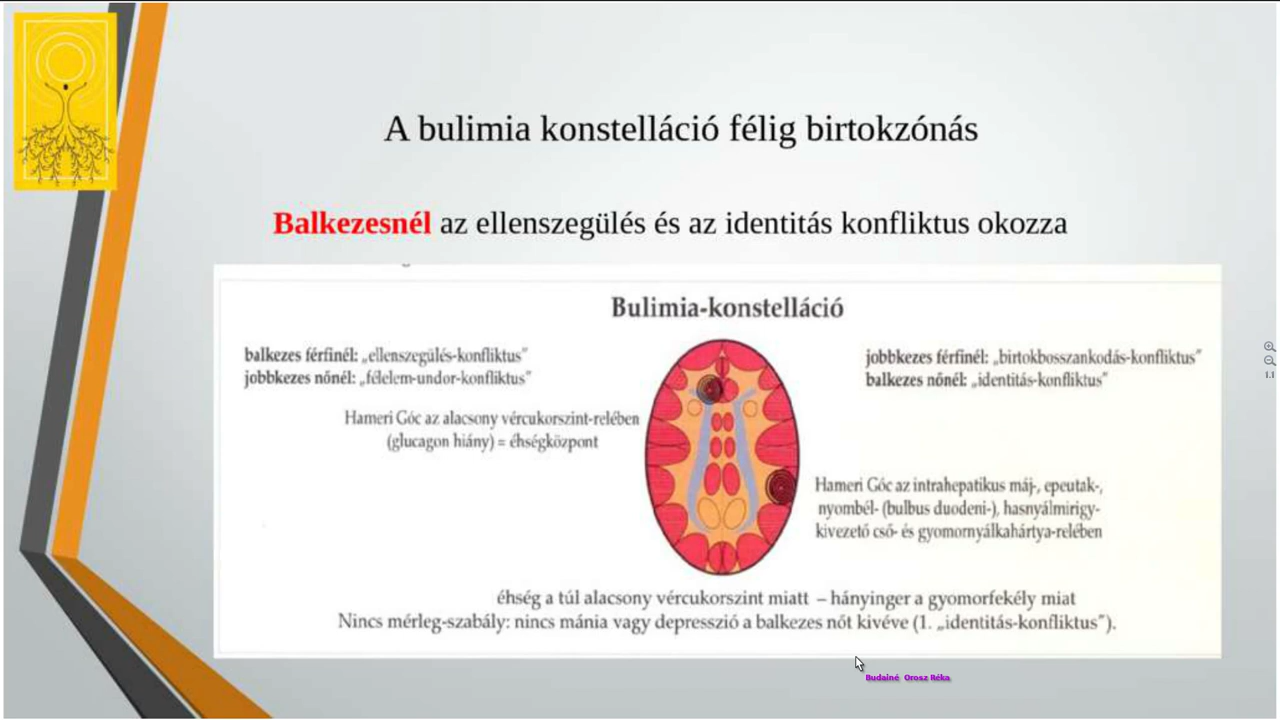 A bulimia konstelláció félig birtokzónás
Balkezesnél az ellenszegülés és az identitás konfliktus okozza
Bulimia-konstelláció
balkezes férfinél: „ellenszegülés-konfliktus”
jobbkezes nőnél: „félelem-undor-konfliktus”
jobbkezes férfinél: „birtokbosszankodás-konfliktus”
balkezes nőnél: „identitás-konfliktus”
Hameri Góc az alacsony vércukorszint-relében
(glucagon hiány) = éhségközpont
Hameri Góc az intrahepatikus máj-, epeutak-,
nyombél- (bulbus duodeni-), hasnyálmirigy-
kivezető cső- és gyomornyálkahártya-relében
éhség a túl alacsony vércukorszint miatt – hányinger a gyomorfekély miat
Nincs mérleg-szabály: nincs mánia vagy depresszió a balkezes nőt kivéve (1. „identitás-konfliktus”).
Budainé Orosz Réka
1:1